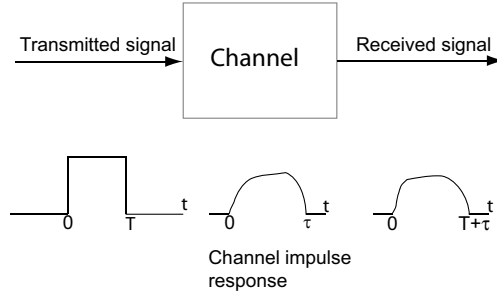 Transmitted signal
Channel
Received signal
t
0
T
t
0
τ
t
0
T+τ
Channel impulse
response